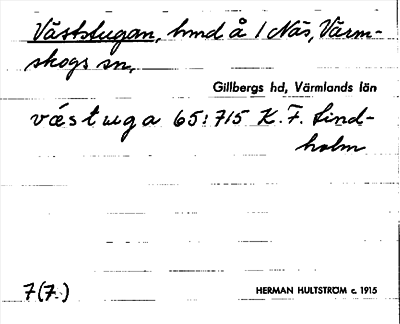 Väststugan, hmd å 1 Näs, Värm-
skogs sn,
Gillbergs hd, Värmlands län
væstuga 65:715 K. F. Lind-
holm
7(7.)
HERMAN HULTSTRÖM c. 1915